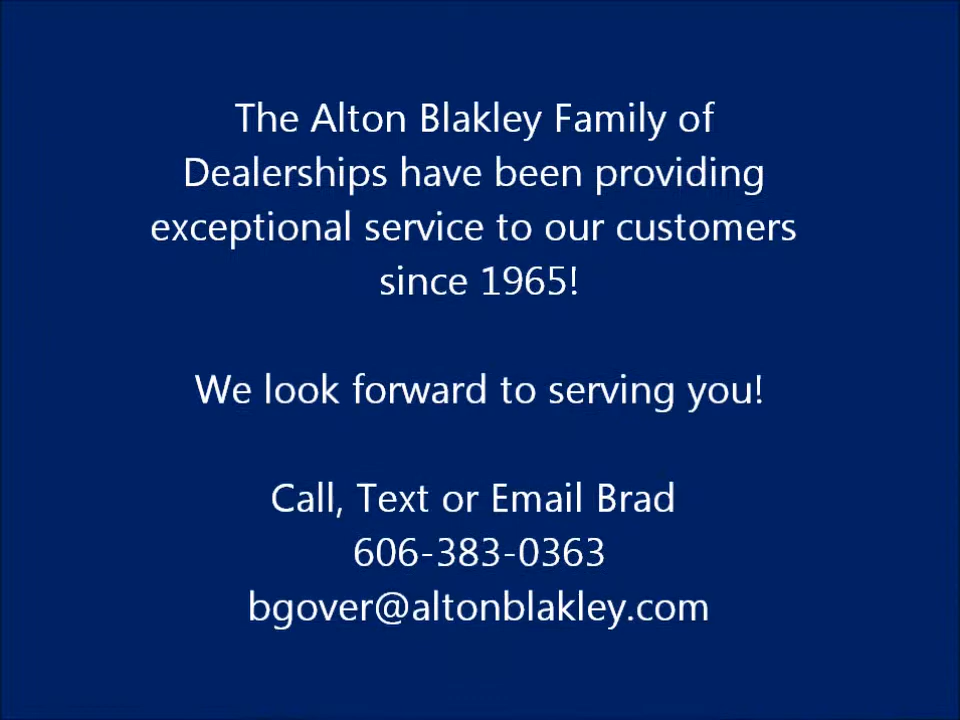 The Alton Blakley Family of
Dealerships have been providing
exceptional service to our customers
since 1965!
We look forward to serving you!
Call, Text or Email Brad
606-383-0363
bgover@altonblakley.com